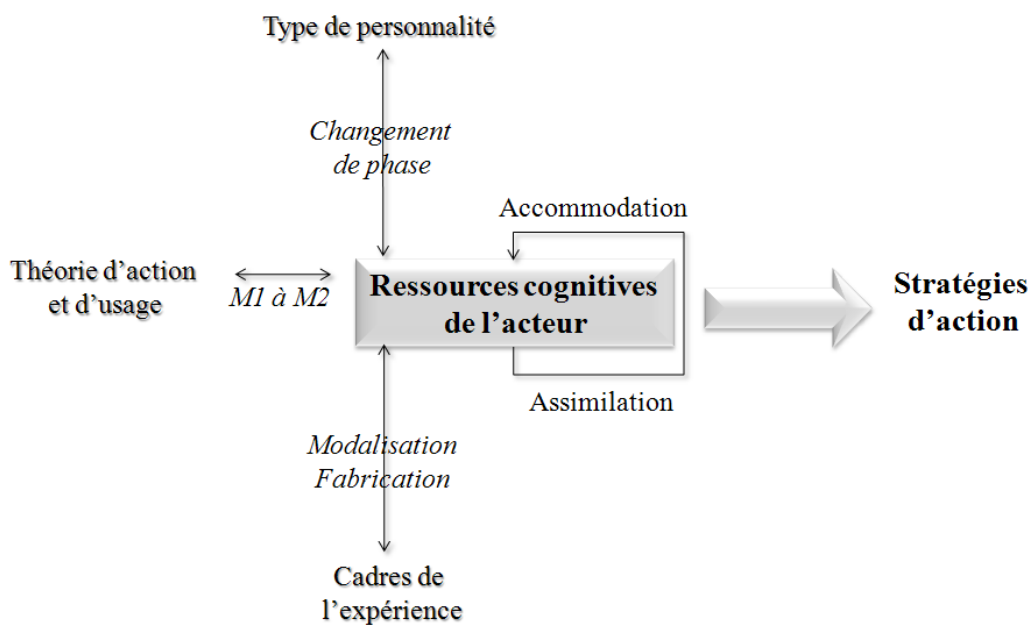 Type de personnalité
Changement
de phase
Accommodation
Théorie d’action
et d’usage
M1 à M2
Ressources cognitives
de l’acteur
Stratégies
d’action
Assimilation
Modalisation
Fabrication
Cadres de
l’expérience